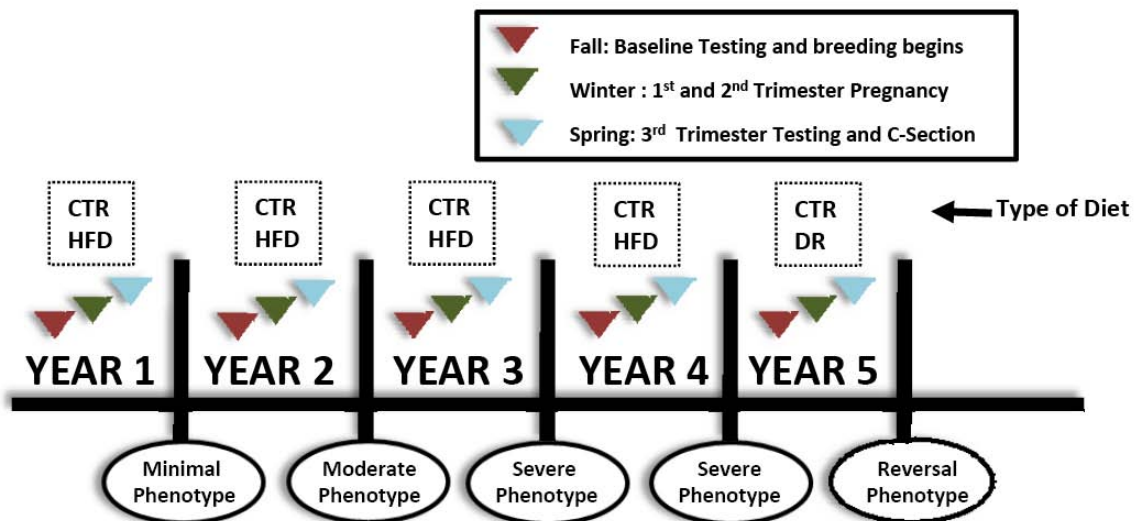 Fall: Baseline Testing and breeding begins
Winter : 1st and 2nd Trimester Pregnancy
Spring: 3rd Trimester Testing and C-Section
CTR
HFD
CTR
HFD
CTR
HFD
CTR
HFD
CTR
DR
Type of Diet
YEAR 1
YEAR 2
YEAR 3
YEAR 4
YEAR 5
Minimal
Phenotype
Moderate
Phenotype
Severe
Phenotype
Severe
Phenotype
Reversal
Phenotype